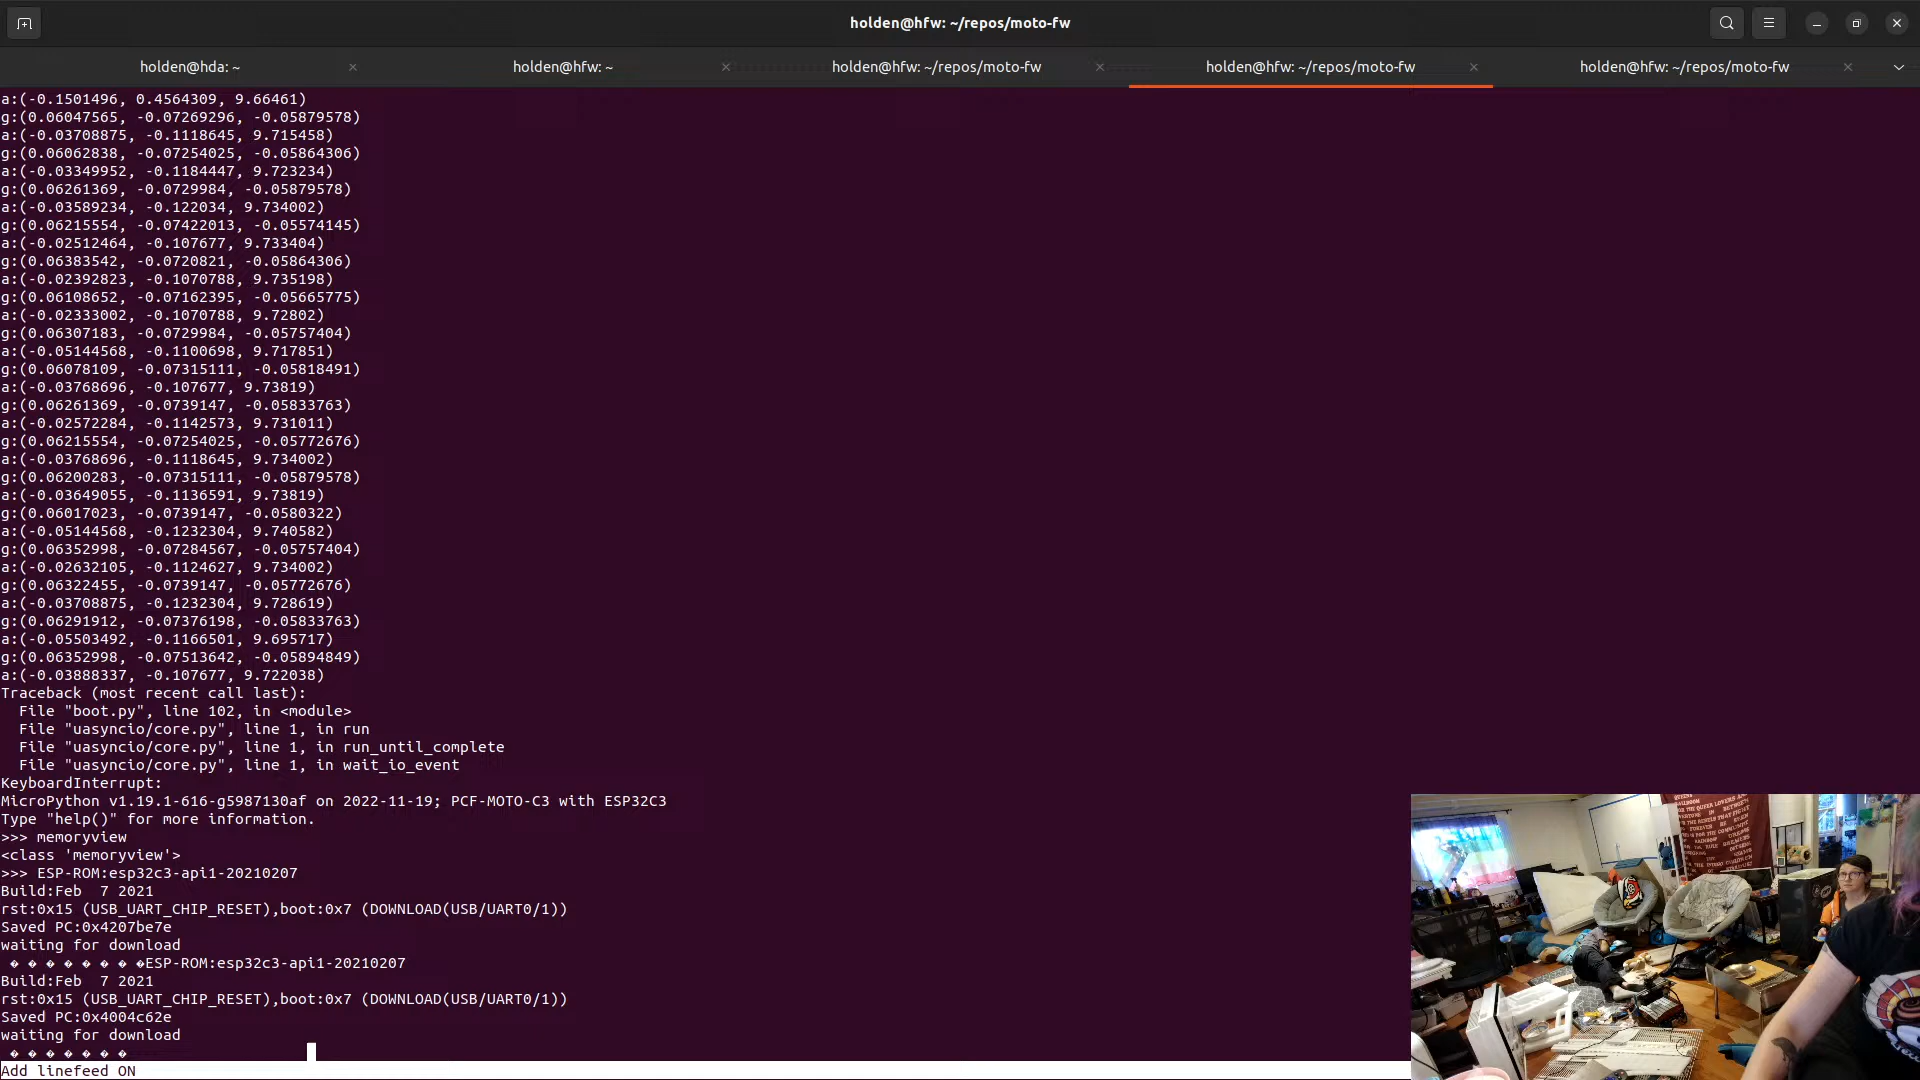 holden@hfw: ~/repos/moto-fw
holden@hda: ~
holden@hfw: ~
holden@hfw: ~/repos/moto-fw
holden@hfw: ~/repos/moto-fw
holden@hfw: ~/repos/moto-fw
a:(-0.1501496, 0.4564309, 9.66461)
g:(0.06047565, -0.07269296, -0.05879578)
a:(-0.03708875, -0.1118645, 9.715458)
g:(0.06062838, -0.07254025, -0.05864306)
a:(-0.03349952, -0.1184447, 9.723234)
g:(0.06261369, -0.0729984, -0.05879578)
a:(-0.03589234, -0.122034, 9.734002)
g:(0.06215554, -0.07422013, -0.05574145)
a:(-0.02512464, -0.107677, 9.733404)
g:(0.06383542, -0.0720821, -0.05864306)
a:(-0.02392823, -0.1070788, 9.735198)
g:(0.06108652, -0.07162395, -0.05665775)
a:(-0.02333002, -0.1070788, 9.72802)
g:(0.06307183, -0.0729984, -0.05757404)
a:(-0.05144568, -0.1100698, 9.717851)
g:(0.06078109, -0.07315111, -0.05818491)
a:(-0.03768696, -0.107677, 9.73819)
g:(0.06261369, -0.0739147, -0.05833763)
a:(-0.02572284, -0.1142573, 9.731011)
g:(0.06215554, -0.07254025, -0.05772676)
a:(-0.03768696, -0.1118645, 9.734002)
g:(0.06200283, -0.07315111, -0.05879578)
a:(-0.03649055, -0.1136591, 9.73819)
g:(0.06017023, -0.0739147, -0.0580322)
a:(-0.05144568, -0.1232304, 9.740582)
g:(0.06352998, -0.07284567, -0.05757404)
a:(-0.02632105, -0.1124627, 9.734002)
g:(0.06322455, -0.0739147, -0.05772676)
a:(-0.03708875, -0.1232304, 9.728619)
g:(0.06291912, -0.07376198, -0.05833763)
a:(-0.05503492, -0.1166501, 9.695717)
g:(0.06352998, -0.07513642, -0.05894849)
a:(-0.03888337, -0.107677, 9.722038)
Traceback (most recent call last):
  File "boot.py", line 102, in <module>
  File "uasyncio/core.py", line 1, in run
  File "uasyncio/core.py", line 1, in run_until_complete
  File "uasyncio/core.py", line 1, in wait_io_event
KeyboardInterrupt:
MicroPython v1.19.1-616-g5987130af on 2022-11-19; PCF-MOTO-C3 with ESP32C3
Type "help()" for more information.
>>> memoryview
<class 'memoryview'>
>>> ESP-ROM:esp32c3-api1-20210207
Build:Feb  7 2021
rst:0x15 (USB_UART_CHIP_RESET),boot:0x7 (DOWNLOAD(USB/UART0/1))
Saved PC:0x4207be7e
waiting for download
� � � � � � � �ESP-ROM:esp32c3-api1-20210207
Build:Feb  7 2021
rst:0x15 (USB_UART_CHIP_RESET),boot:0x7 (DOWNLOAD(USB/UART0/1))
Saved PC:0x4004c62e
waiting for download
� � � � � � �
Add linefeed ON